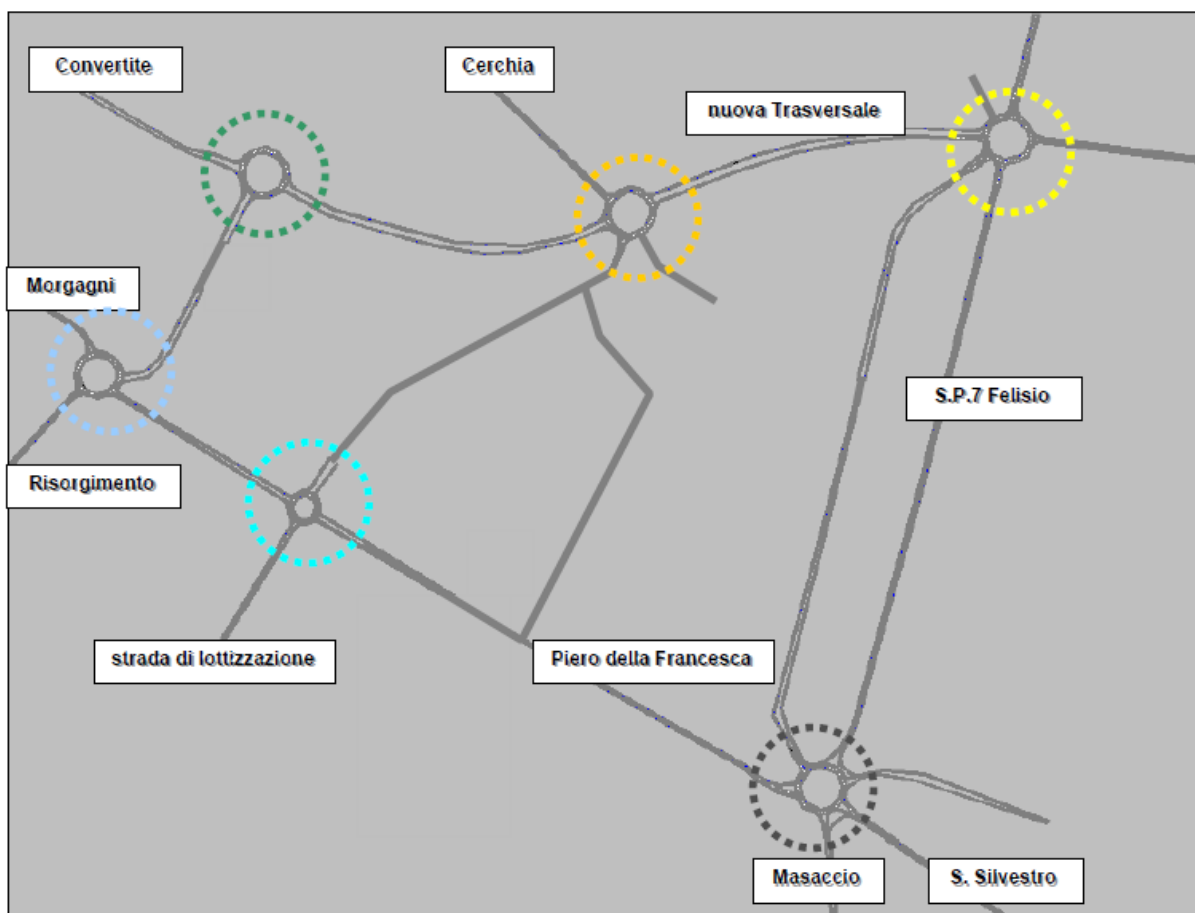 Convertite
Cerchia
nuova Trasversale
Morgagni
S.P.7 Felisio
Risorgimento
strada di lottizzazione
Piero della Francesca
Masaccio
S. Silvestro